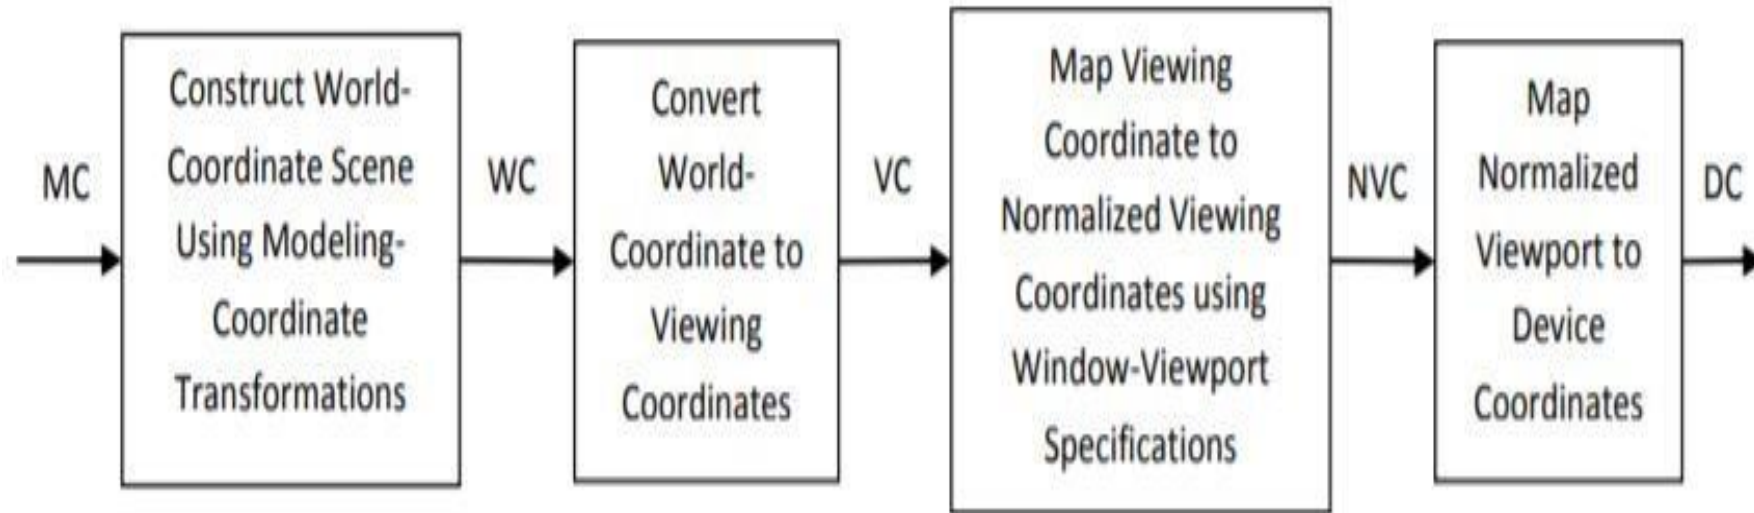 MC
Construct World-
Coordinate Scene
Using Modeling-
Coordinate
Transformations
WC
Convert
World-
Coordinate to
Viewing
Coordinates
VC
Map Viewing
Coordinate to
Normalized Viewing
Coordinates using
Window-Viewport
Specifications
NVC
Map
Normalized
Viewport to
Device
Coordinates
DC